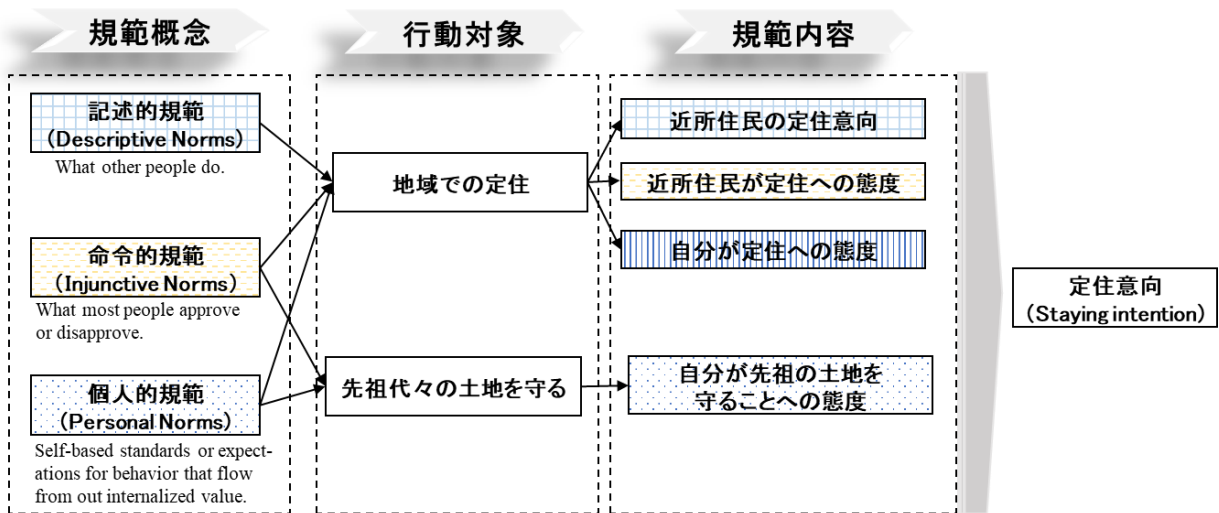 規範概念
行動対象
規範内容
記述的規範
（Descriptive Norms）
What other people do.
命令的規範
（Injunctive Norms）
What most people approve
or disapprove.
個人的規範
（Personal Norms）
Self-based standards or expect-
ations for behavior that flow
from out internalized value.
地域での定住
先祖代々の土地を守る
近所住民の定住意向
近所住民が定住への態度
自分が定住への態度
自分が先祖の土地を
守ることへの態度
定住意向
（Staying intention）